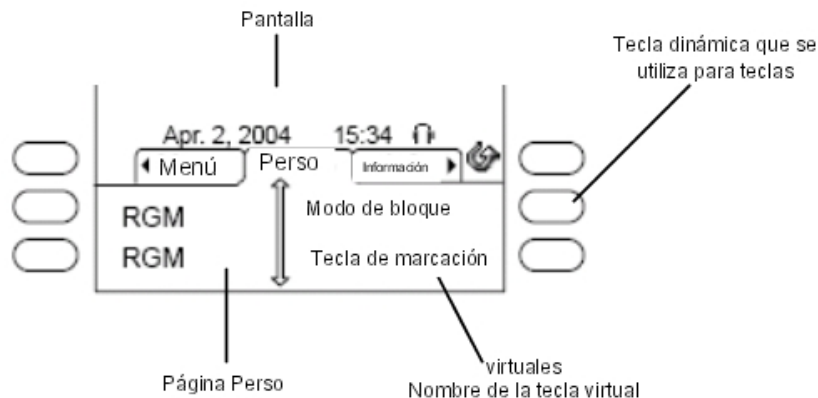 Pantalla
Tecla dinámica que se
utiliza para teclas
Apr. 2, 2004 15:34
Menú Perso Información
RGM Modo de bloque
RGM Tecla de marcación
virtuales
Página Perso
Nombre de la tecla virtual